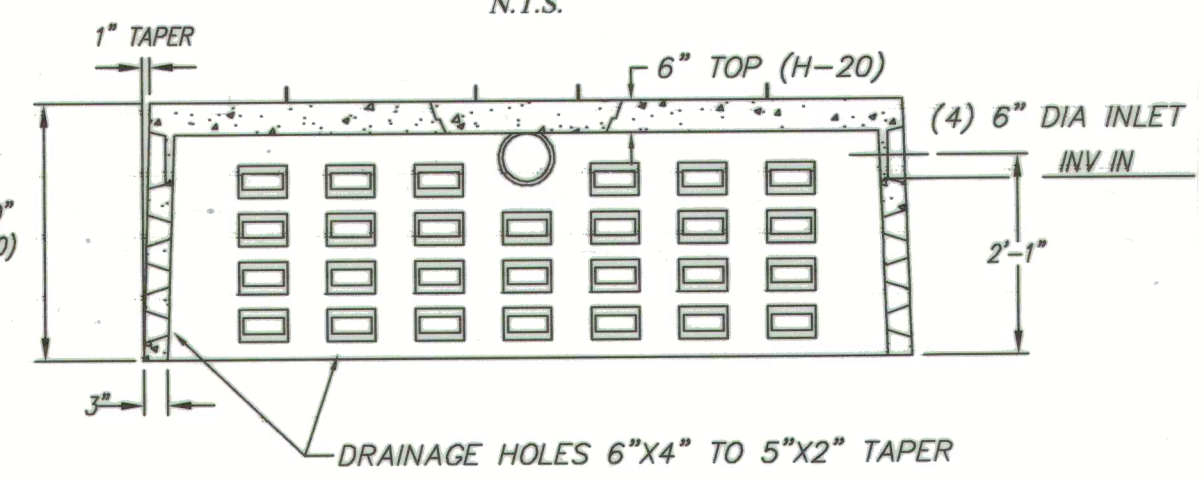 N.T.S.
1" TAPER
6" TOP (H-20)
(4) 6" DIA INLET
INV IN
2'-1"
3"
DRAINAGE HOLES 6"X4" TO 5"X2" TAPER